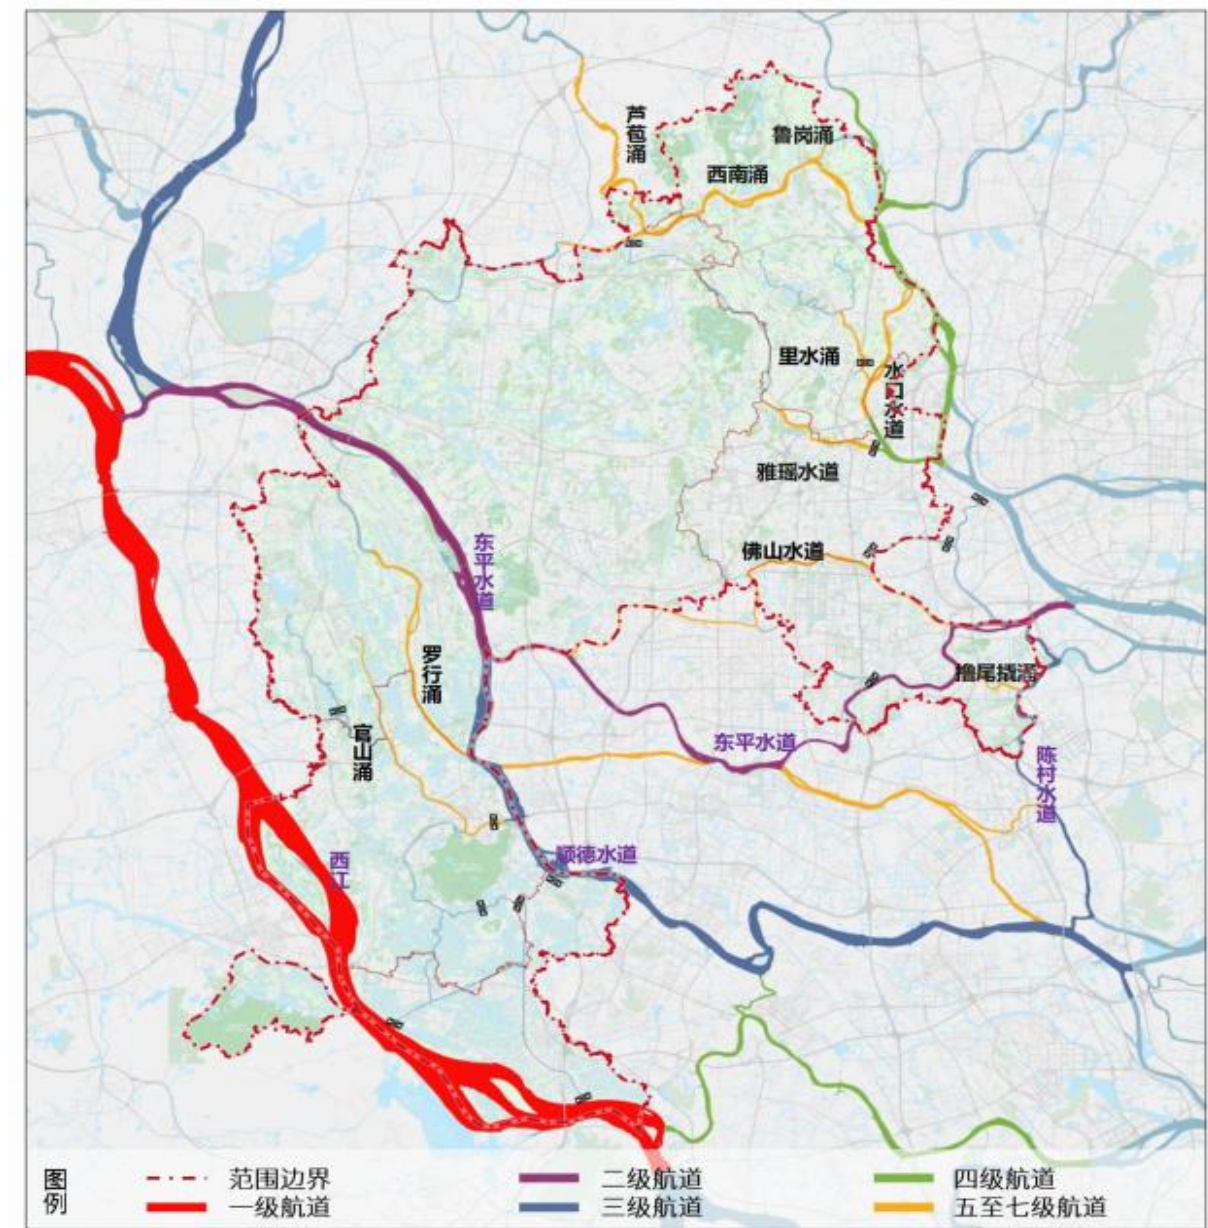 芦苞涌
鲁岗涌
西南涌
里水涌
水口水道
雅瑶水道
佛山水道
东平水道
罗行涌
官山涌
撸尾撬涌
东平水道
陈村水道
顺德水道
西江
图例
范围边界
二级航道
四级航道
一级航道
三级航道
五至七级航道